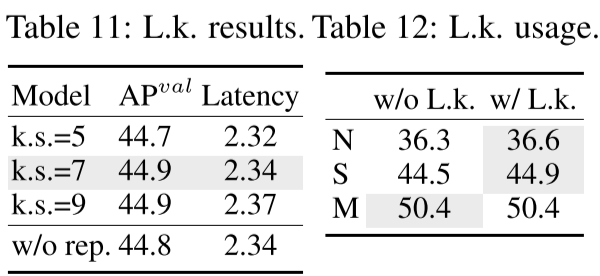 Table 11: L.k. results.
Model APval Latency
k.s.=5 44.7 2.32
k.s.=7 44.9 2.34
k.s.=9 44.9 2.37
w/o rep. 44.8 2.34
Table 12: L.k. usage.
w/o L.k. w/ L.k.
N 36.3 36.6
S 44.5 44.9
M 50.4 50.4